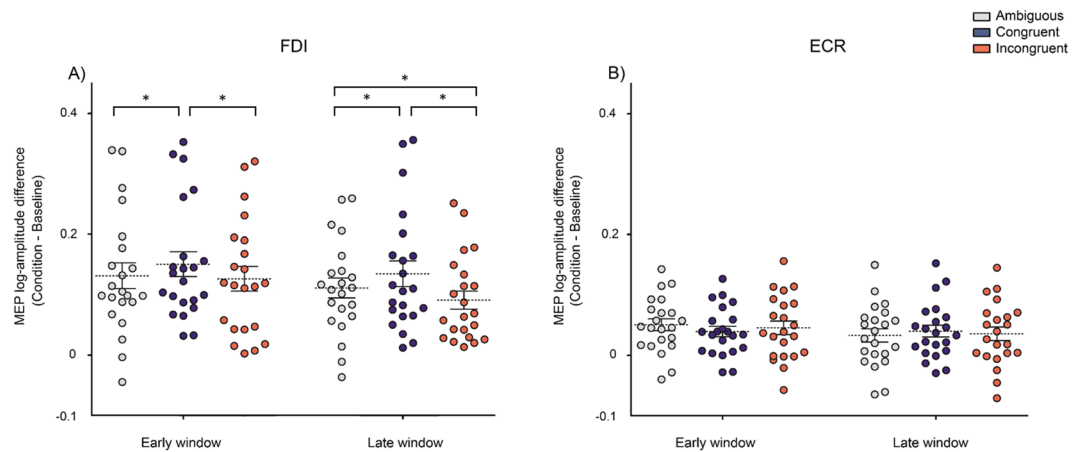 Ambiguous
Congruent
Incongruent
FDI
ECR
A)
B)
*
*
*
*
*
MEP log-amplitude difference
(Condition - Baseline)
0.4
0.2
0
-0.1
Early window
Late window
MEP log-amplitude difference
(Condition - Baseline)
0.4
0.2
0
-0.1
Early window
Late window